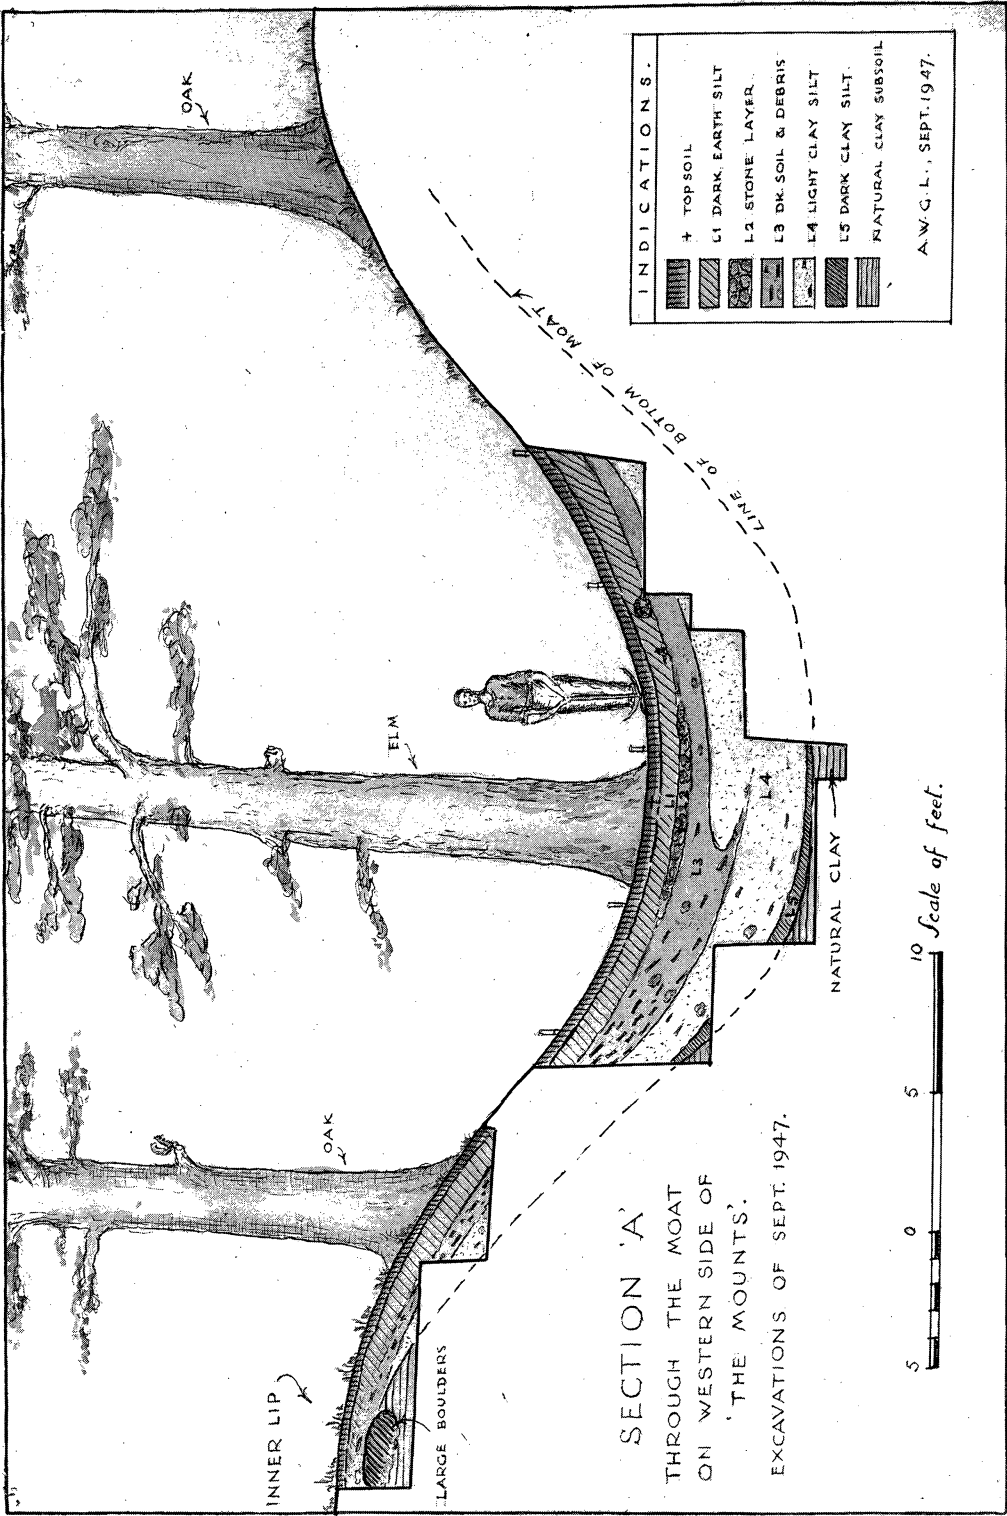 INNER LIP
OAK
ELM
OAK
LARGE BOULDERS
L1
L2
L3
L4
L5
NATURAL CLAY
LINE OF BOTTOM OF MOAT
SECTION 'A'
THROUGH THE MOAT
ON WESTERN SIDE OF
'THE MOUNTS'.
EXCAVATIONS OF SEPT. 1947.
5 0 5 10 Scale of feet.
INDICATIONS.
+ TOPSOIL
L1 DARK EARTH SILT
L2 STONE LAYER
L3 DK. SOIL & DEBRIS
L4 LIGHT CLAY SILT
L5 DARK CLAY SILT.
NATURAL CLAY SUBSOIL
A.W.G.L., SEPT. 1947.